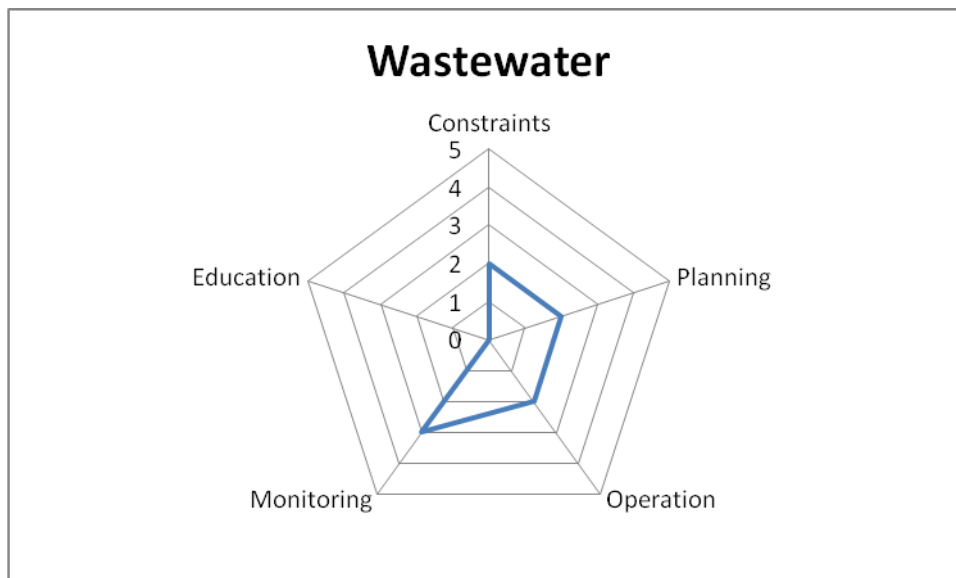 Wastewater
Constraints
5
4
3
2
1
0
Education
Planning
Monitoring
Operation